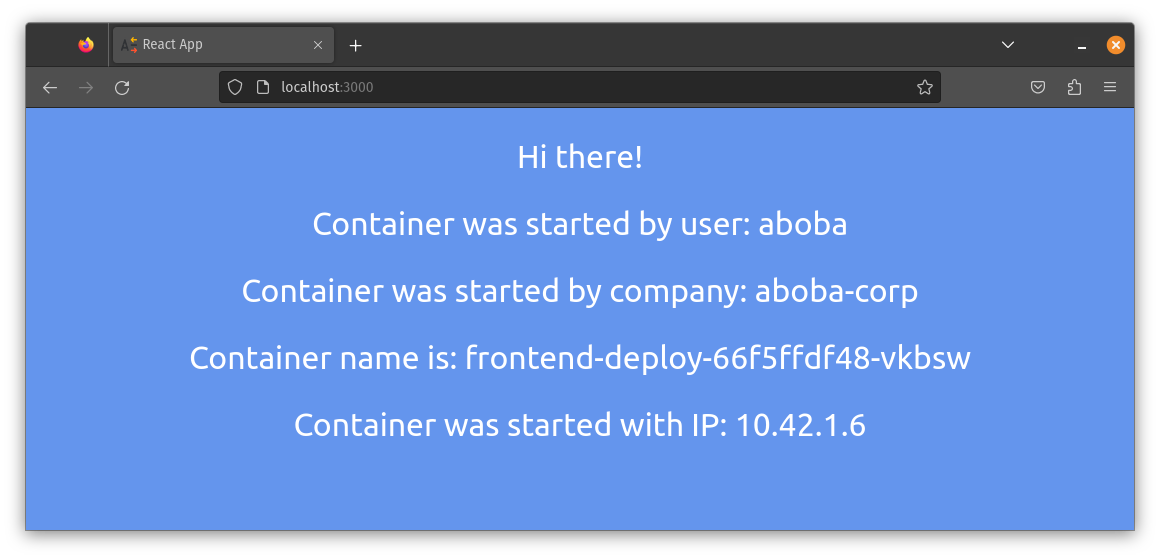 React App
localhost:3000
Hi there!
Container was started by user: aboba
Container was started by company: aboba-corp
Container name is: frontend-deploy-66f5ffdf48-vkbsw
Container was started with IP: 10.42.1.6